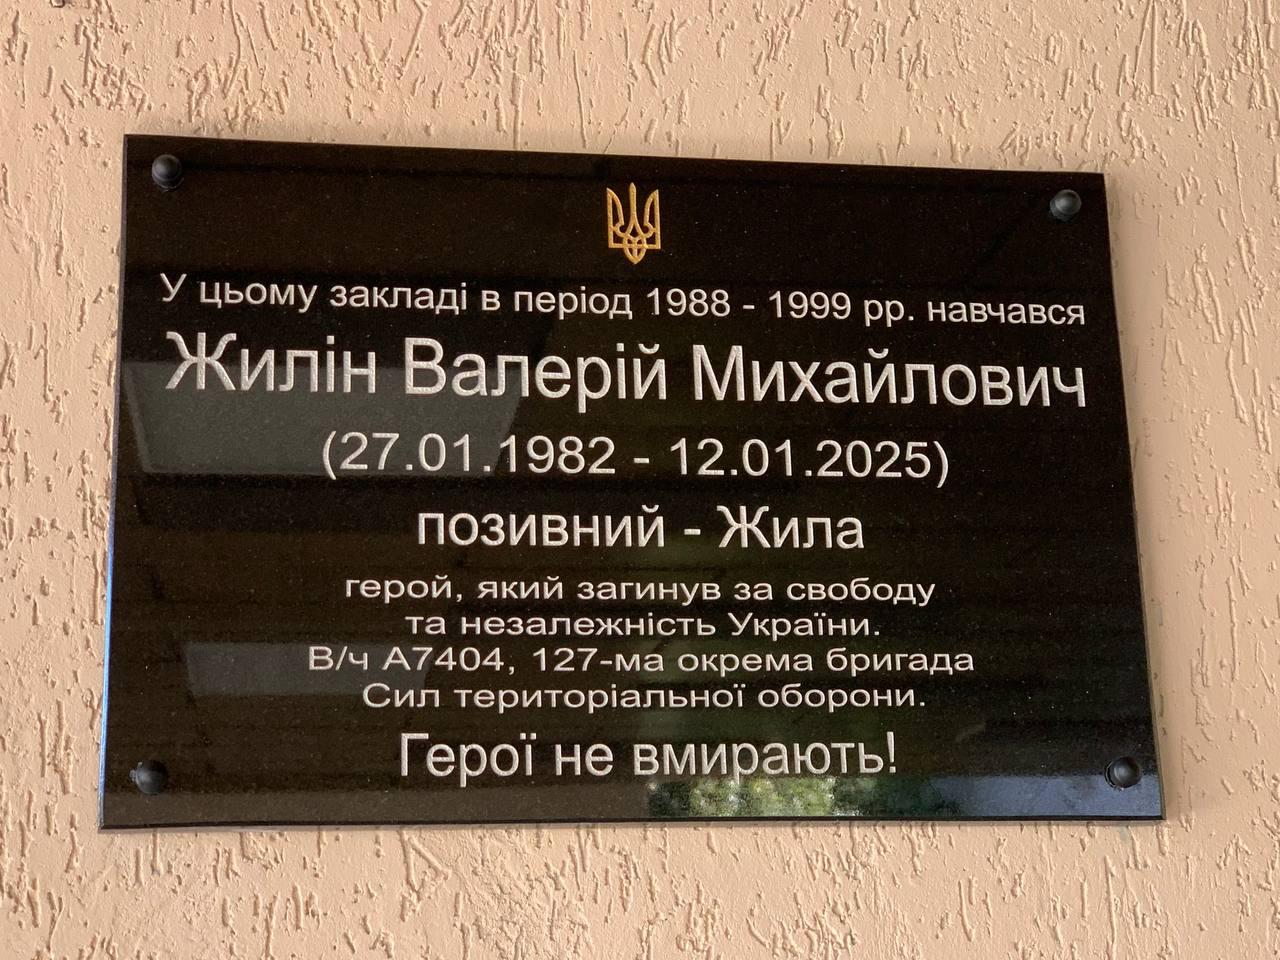 У цьому закладі в період 1988 - 1999 рр. навчався
Жилін Валерій Михайлович
(27.01.1982 - 12.01.2025)
позивний - Жила
герой, який загинув за свободу
та незалежність України.
В/ч А7404, 127-ма окрема бригада
Сил територіальної оборони.
Герої не вмирають!